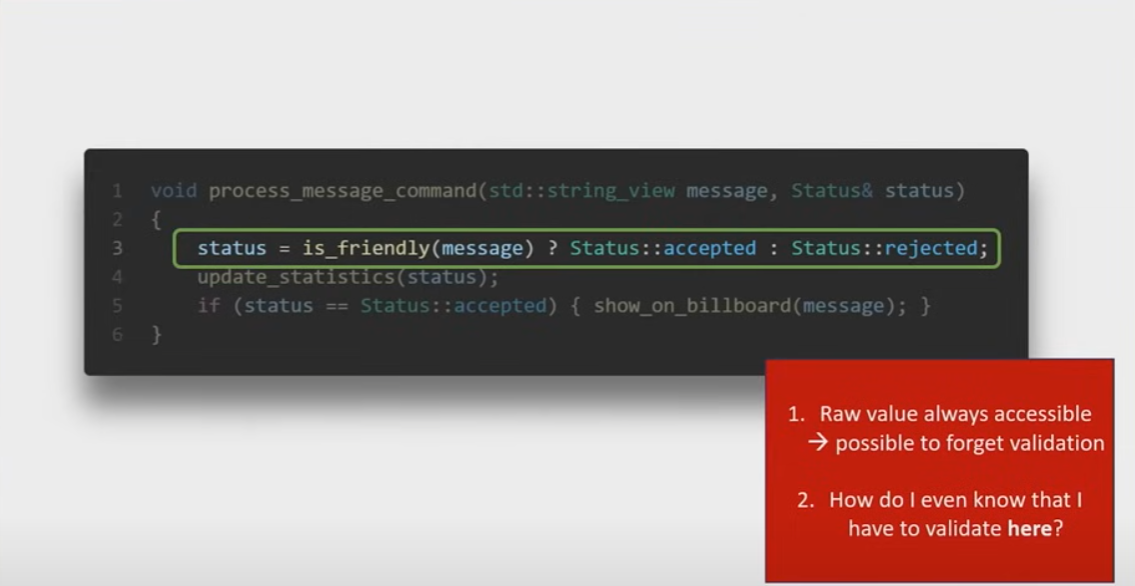 1 void process_message_command(std::string_view message, Status& status)
2 {
3 status = is_friendly(message) ? Status::accepted : Status::rejected;
4 update_statistics(status);
5 if (status == Status::accepted) { show_on_billboard(message); }
6 }
1. Raw value always accessible
→ possible to forget validation
2. How do I even know that I
have to validate here?